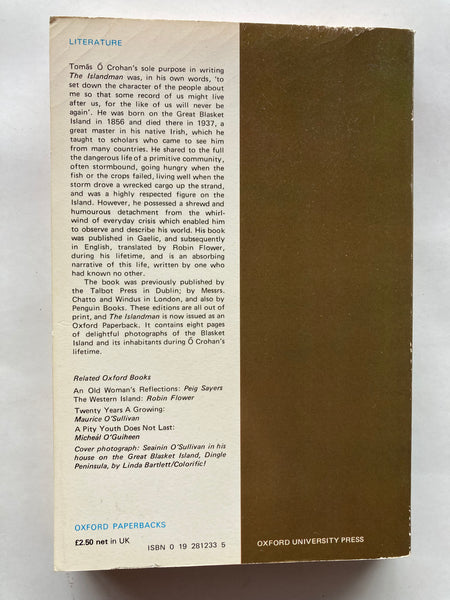 LITERATURE
Tomás Ó Crohan's sole purpose in writing
The Islandman was, in his own words, 'to
set down the character of the people about
me so that some record of us might live
after us, for the like of us will never be
again'. He was born on the Great Blasket
Island in 1856 and died there in 1937, a
great master in his native Irish, which he
taught to scholars who came to see him
from many countries. He shared to the full
the dangerous life of a primitive community,
often stormbound, going hungry when the
fish or the crops failed, living well when the
storm drove a wrecked cargo up the strand,
and was a highly respected figure on the
Island. However, he possessed a shrewd and
humourous detachment from the whirl-
wind of everyday crisis which enabled him
to observe and describe his world. His book
was published in Gaelic, and subsequently
in English, translated by Robin Flower,
during his lifetime, and is an absorbing
narrative of this life, written by one who
had known no other.
The book was previously published by
the Talbot Press in Dublin; by Messrs.
Chatto and Windus in London, and also by
Penguin Books. These editions are all out of
print, and The Islandman is now issued as an
Oxford Paperback. It contains eight pages
of delightful photographs of the Blasket
Island and its inhabitants during Ó Crohan's
lifetime.
Related Oxford Books
An Old Woman's Reflections: Peig Sayers
The Western Island: Robin Flower
Twenty Years A Growing:
Maurice O'Sullivan
A Pity Youth Does Not Last:
Micheál O'Guiheen
Cover photograph: Seainin O'Sullivan in his
house on the Great Blasket Island, Dingle
Peninsula, by Linda Bartlett/Colorific!
OXFORD PAPERBACKS
£2.50 net in UK
ISBN 0 19 281233 5
OXFORD UNIVERSITY PRESS